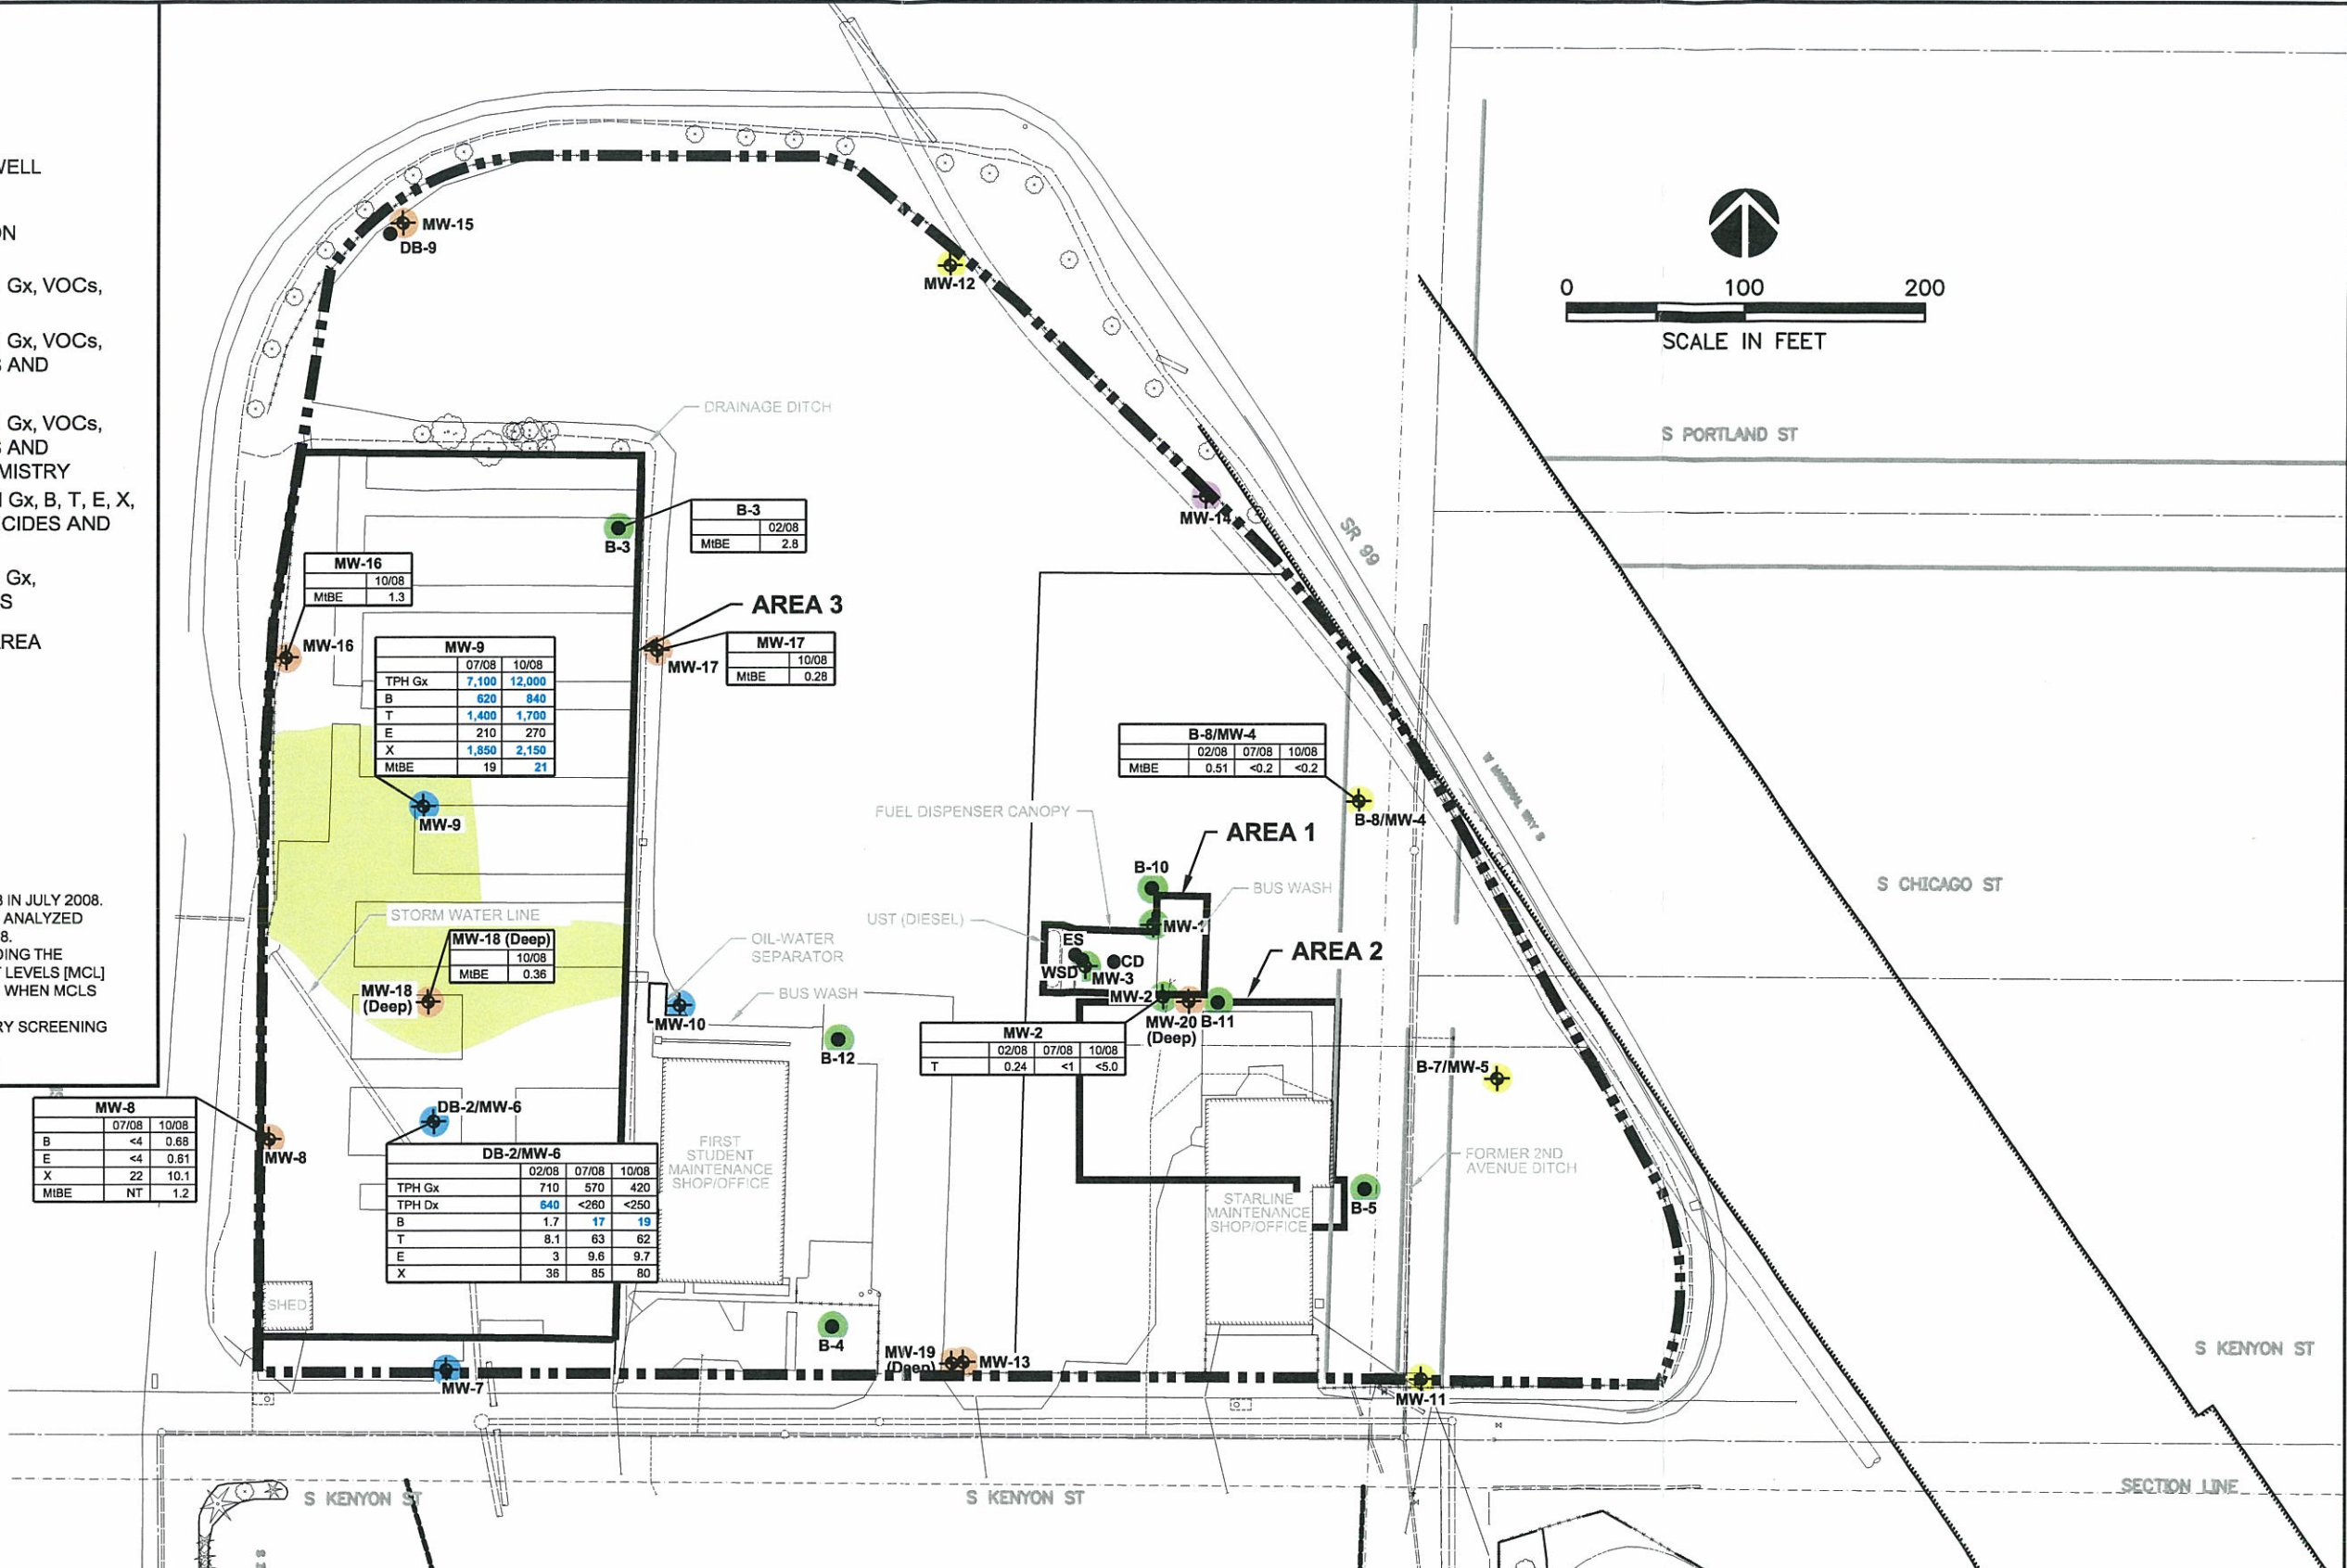 VELL
ON
Gx, VOCs,
Gx, VOCs,
AND
Gx, VOCs,
AND
MISTRY
Gx, B, T, E, X,
CIDES AND
Gx,
S
AREA
IN JULY 2008.
ANALYZED
8.
DING THE
LEVELS [MCL]
WHEN MCLS
RY SCREENING
MW-15
DB-9
MW-12
0 100 200
SCALE IN FEET
DRAINAGE DITCH
S PORTLAND ST
MW-14
SR 99
B-3
02/08
MtBE 2.8
B-3
MW-16
10/08
MtBE 1.3
AREA 3
MW-16
MW-17
MW-17
10/08
MtBE 0.28
MW-9
07/08 10/08
TPH Gx 7,100 12,000
B 620 840
T 1,400 1,700
E 210 270
X 1,850 2,150
MtBE 19 21
MW-9
B-8/MW-4
02/08 07/08 10/08
MtBE 0.51 <0.2 <0.2
B-8/MW-4
W MARGINAL WAY S
FUEL DISPENSER CANOPY
AREA 1
B-10
BUS WASH
S CHICAGO ST
STORM WATER LINE
UST (DIESEL)
MW-1
MW-18 (Deep)
10/08
MtBE 0.36
OIL-WATER
SEPARATOR
ES
AREA 2
WSD
CD
MW-3
MW-18
(Deep)
BUS WASH
MW-2
MW-10
MW-20
(Deep)
B-11
B-12
MW-2
02/08 07/08 10/08
T 0.24 <1 <5.0
B-7/MW-5
MW-8
07/08 10/08
B <4 0.68
E <4 0.61
X 22 10.1
MtBE NT 1.2
MW-8
DB-2/MW-6
DB-2/MW-6
02/08 07/08 10/08
TPH Gx 710 570 420
TPH Dx 640 <260 <250
B 1.7 17 19
T 8.1 63 62
E 3 9.6 9.7
X 36 85 80
FIRST
STUDENT
MAINTENANCE
SHOP/OFFICE
FORMER 2ND
AVENUE DITCH
STARLINE
MAINTENANCE
SHOP/OFFICE
B-5
SHED
B-4
MW-19
(Deep)
MW-13
MW-7
MW-11
S KENYON ST
S KENYON ST
S KENYON ST
SECTION LINE